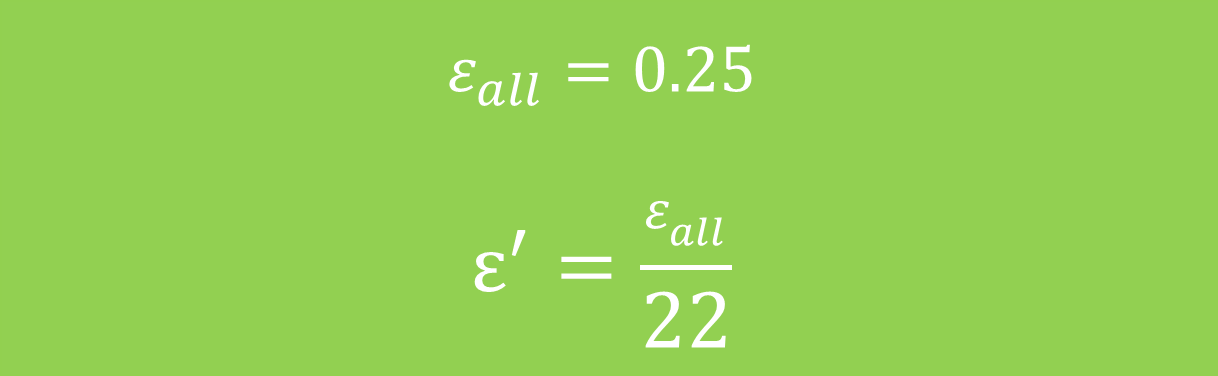 ε_all = 0.25
ε′ = ε_all / 22